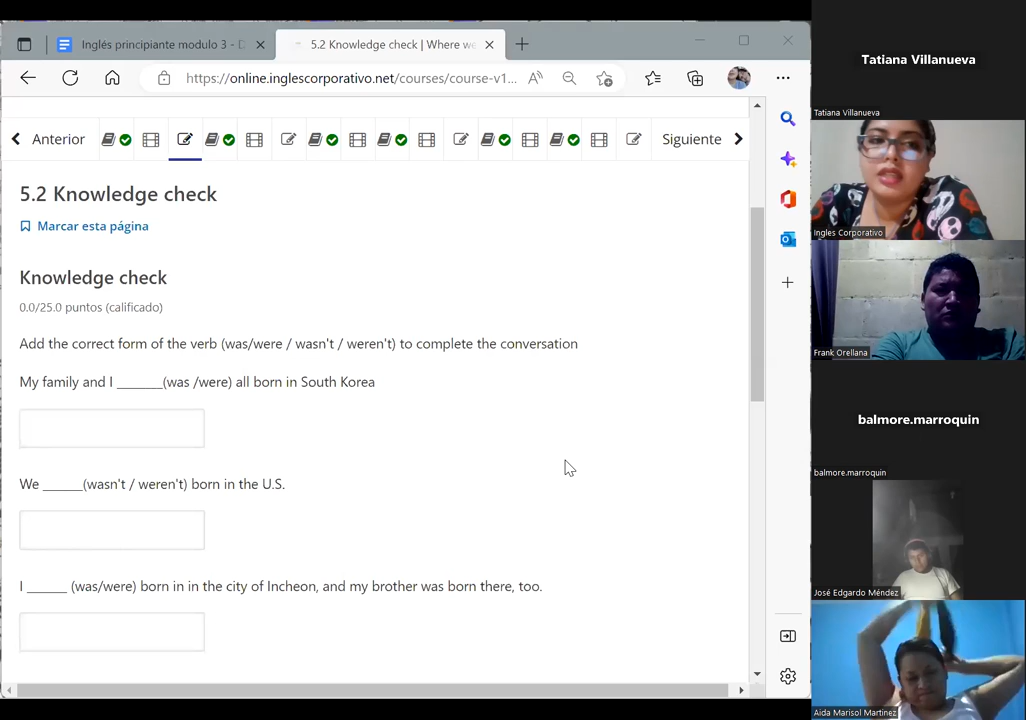 Inglés principiante modulo 3 - D
5.2 Knowledge check | Where we
https://online.inglescorporativo.net/courses/course-v1...
Anterior
Siguiente
5.2 Knowledge check
Marcar esta página
Knowledge check
0.0/25.0 puntos (calificado)
Add the correct form of the verb (was/were / wasn't / weren't) to complete the conversation
My family and I _______(was /were) all born in South Korea
We ______(wasn't / weren't) born in the U.S.
I ______ (was/were) born in in the city of Incheon, and my brother was born there, too.
Tatiana Villanueva
Tatiana Villanueva
Ingles Corporativo
Frank Orellana
balmore.marroquin
balmore.marroquin
José Edgardo Méndez
Aida Marisol Martinez